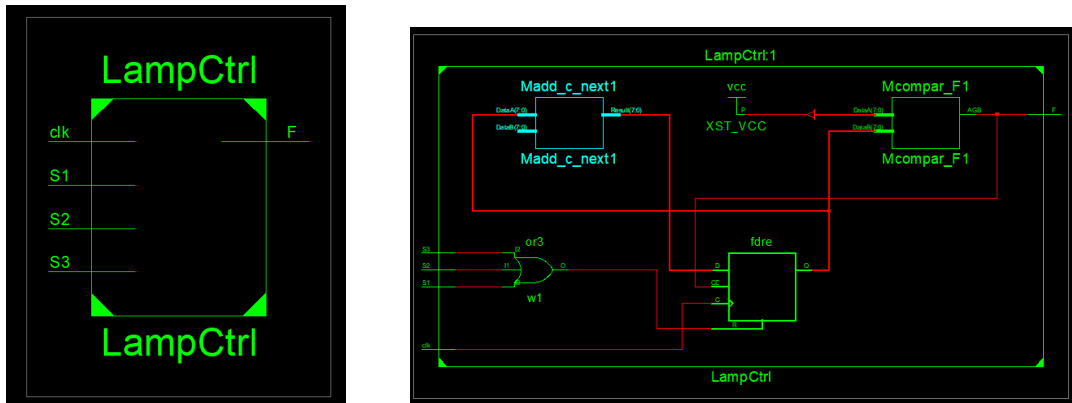 LampCtrl
clk
F
S1
S2
S3
LampCtrl
LampCtrl:1
Madd_c_next1
vcc
Mcompar_F1
DataA(7:0)
Result(7:0)
P
DataA(7:0)
AGB
F
DataB(7:0)
XST_VCC
DataB(7:0)
Madd_c_next1
Mcompar_F1
or3
fdre
S3
I2
S2
I1
O
D
Q
S1
CE
w1
C
R
clk
LampCtrl